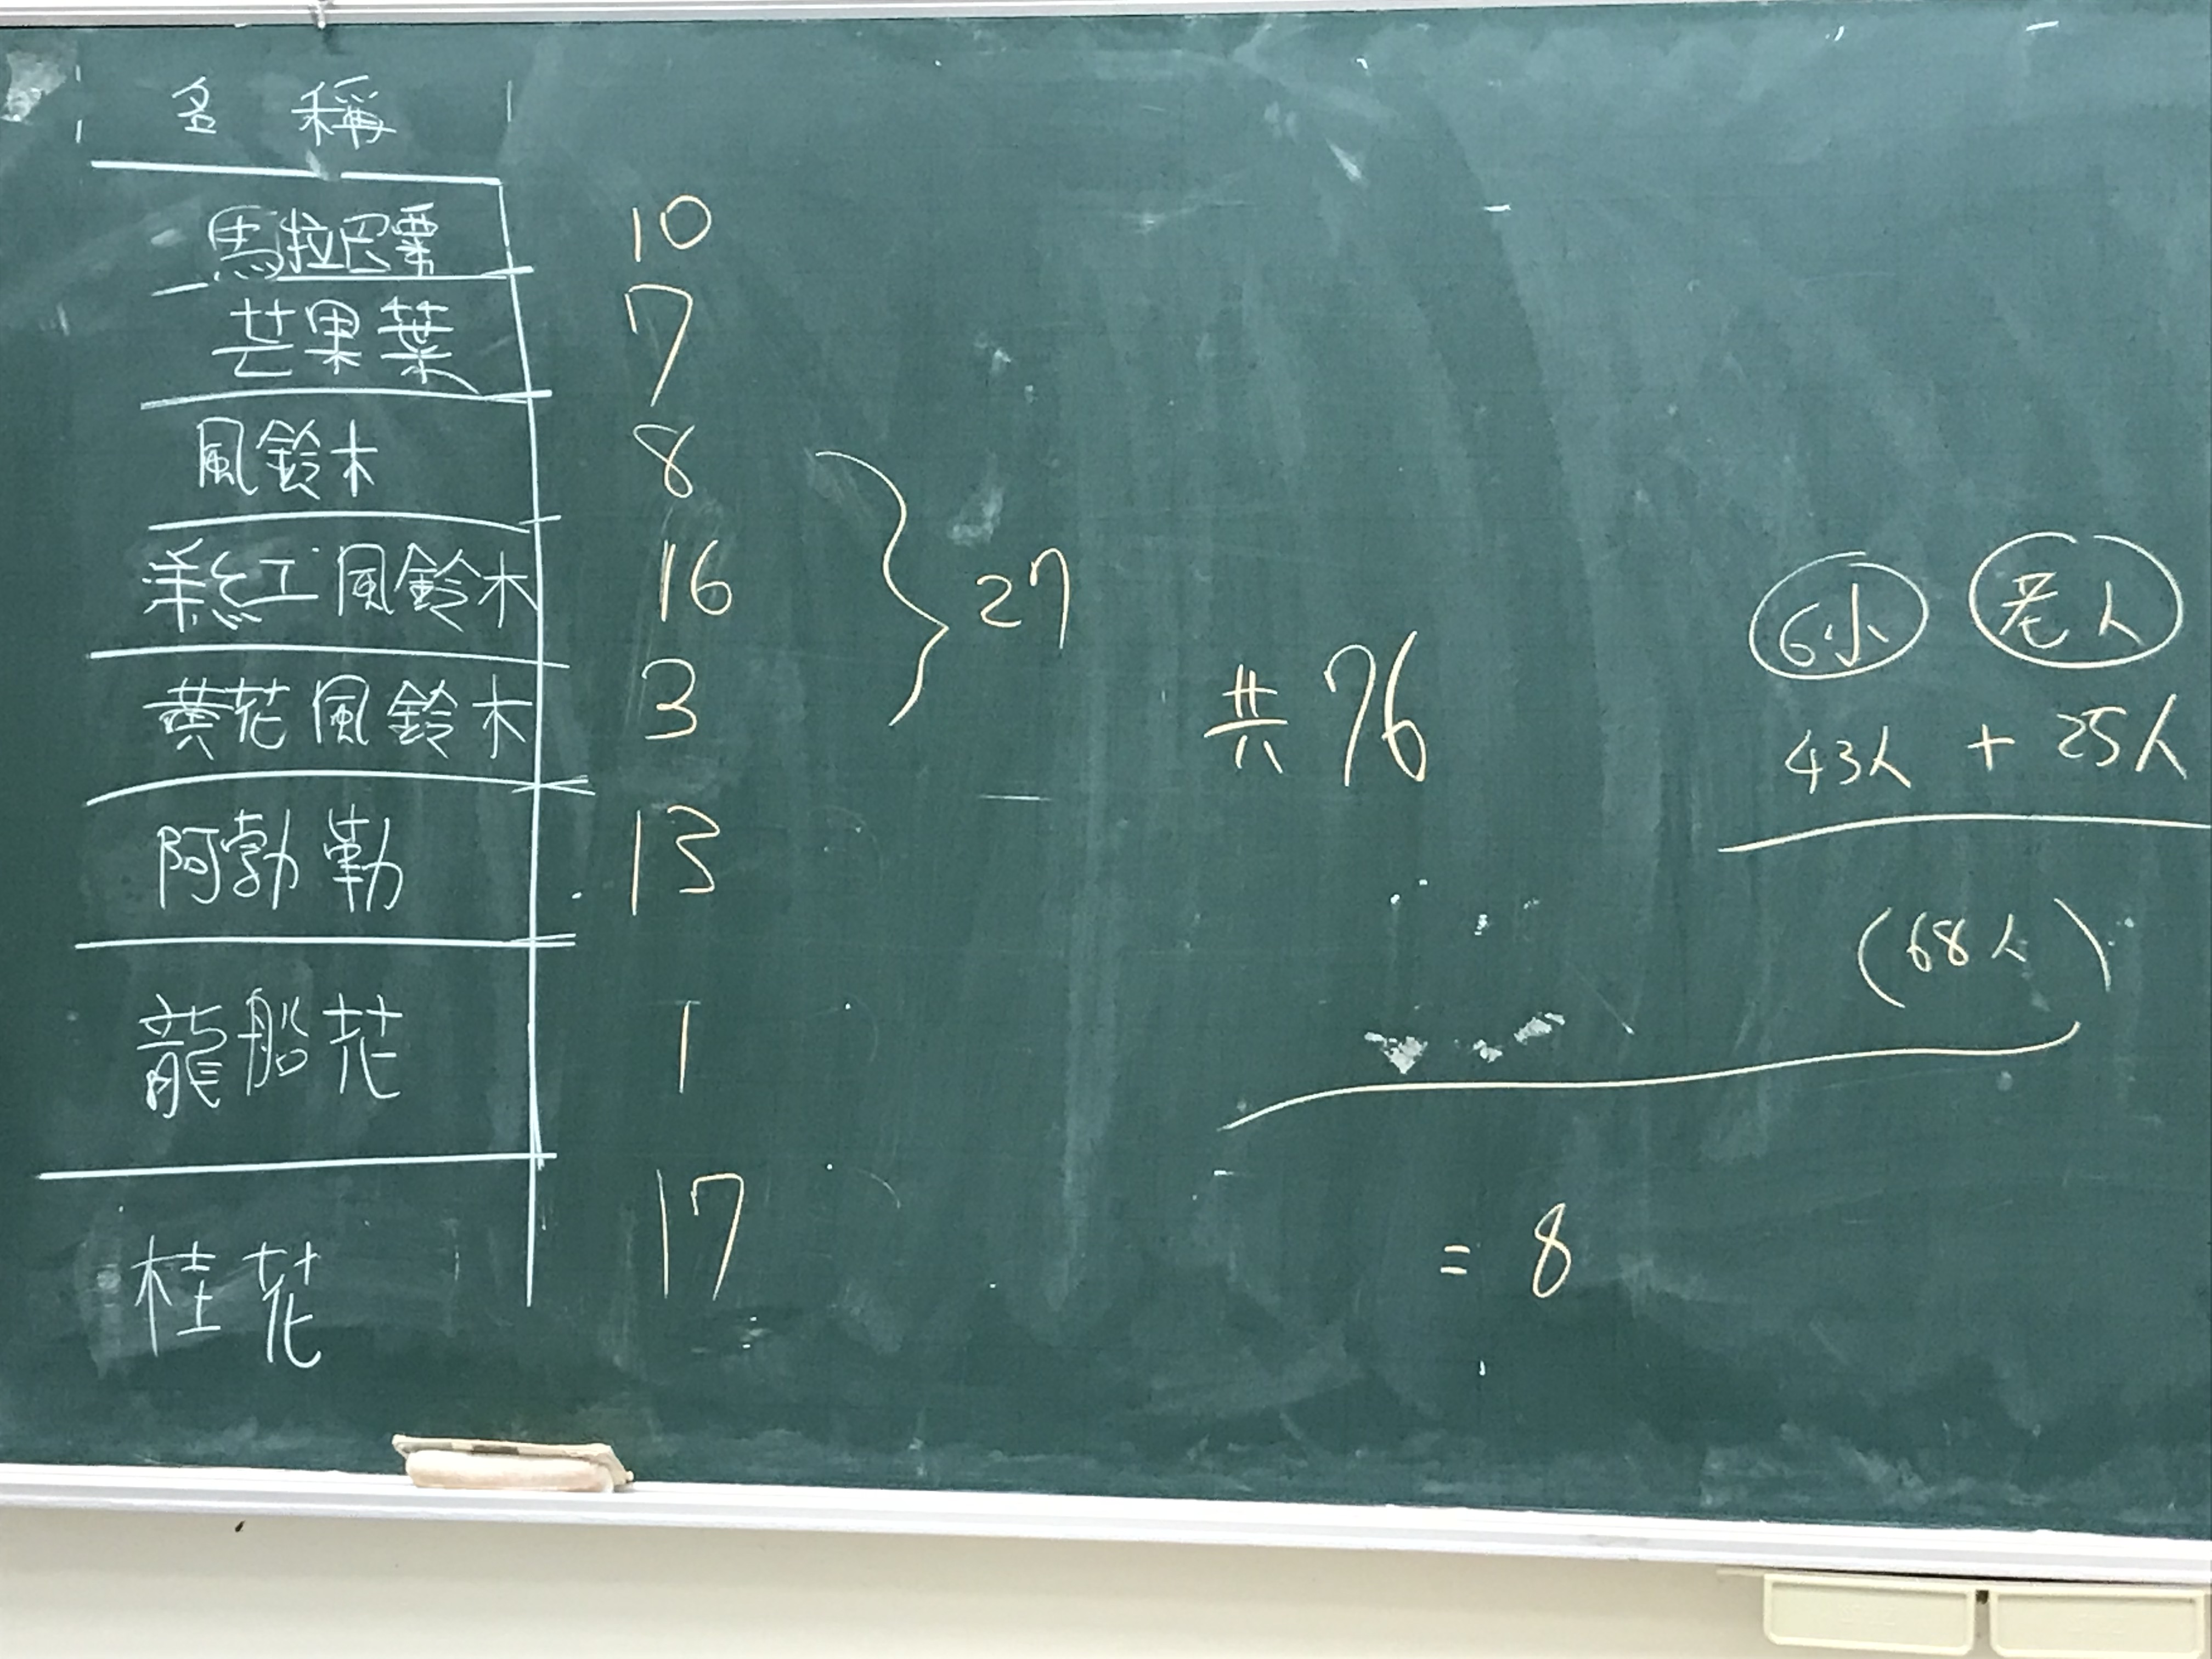 名稱
馬拉巴栗 10
芒果葉 7
風鈴木 8
洋紅風鈴木 16
黃花風鈴木 3
27
阿勃勒 13
龍船花 1
桂花 17
共76
6小 老人
43人 + 25人
(68人)
= 8